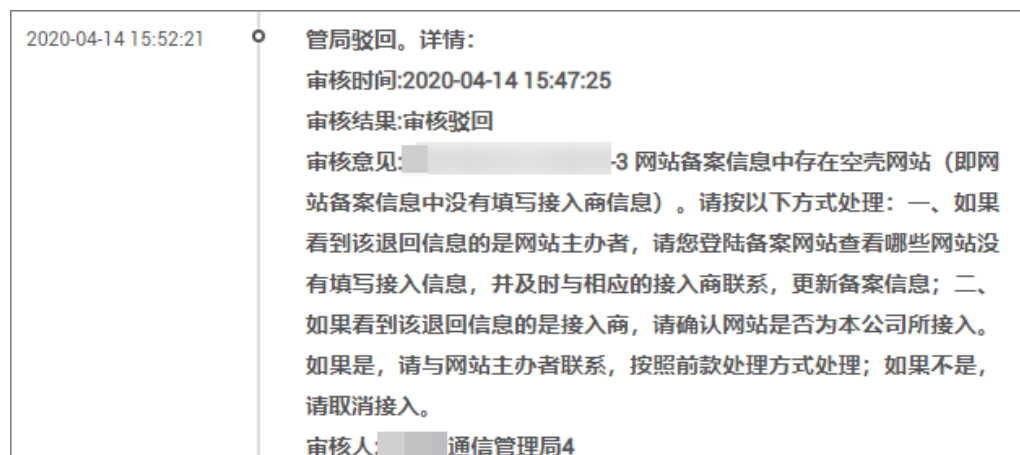 2020-04-14 15:52:21 管局驳回。详情：
审核时间:2020-04-14 15:47:25
审核结果:审核驳回
审核意见: -3 网站备案信息中存在空壳网站（即网
站备案信息中没有填写接入商信息）。请按以下方式处理：一、如果
看到该退回信息的是网站主办者，请您登陆备案网站查看哪些网站没
有填写接入信息，并及时与相应的接入商联系，更新备案信息；二、
如果看到该退回信息的是接入商，请确认网站是否为本公司所接入。
如果是，请与网站主办者联系，按照前款处理方式处理；如果不是，
请取消接入。
审核人: 通信管理局4